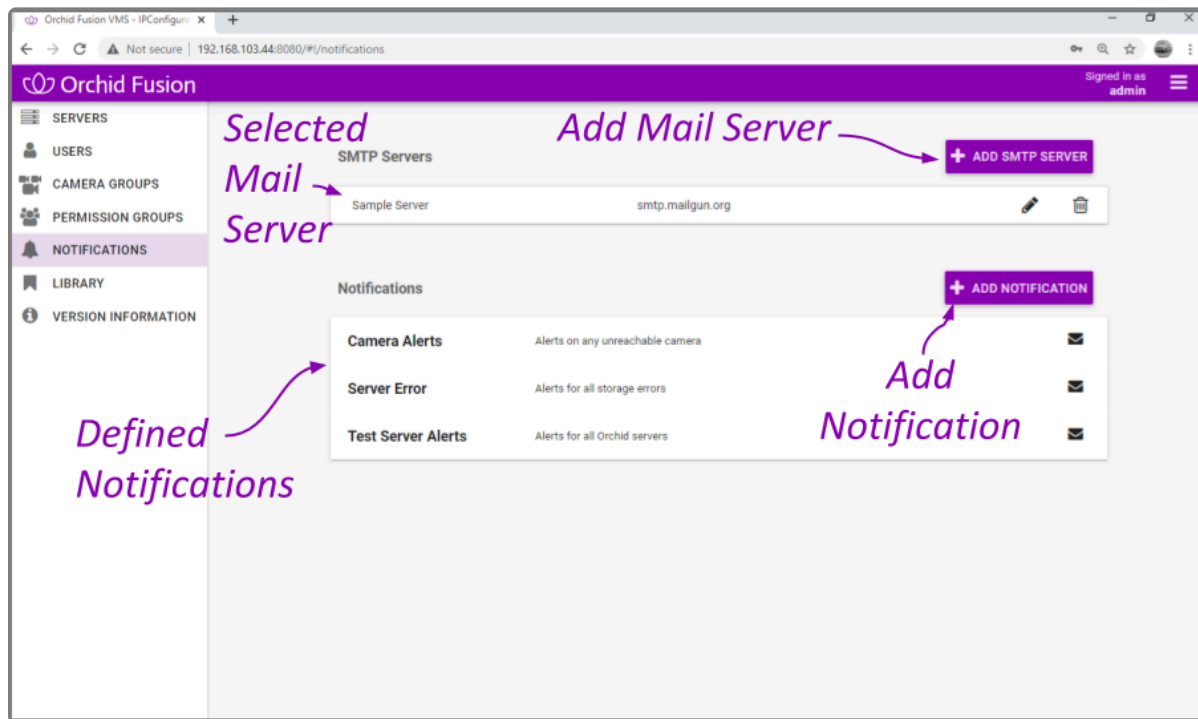 Orchid Fusion VMS - IPConfigure
Not secure | 192.168.103.44:8080/#!/notifications
Orchid Fusion
Signed in as
admin
SERVERS
USERS
CAMERA GROUPS
PERMISSION GROUPS
NOTIFICATIONS
LIBRARY
VERSION INFORMATION
Selected
Mail
Server
Add Mail Server
SMTP Servers
ADD SMTP SERVER
Sample Server smtp.mailgun.org
Notifications
ADD NOTIFICATION
Camera Alerts Alerts on any unreachable camera
Server Error Alerts for all storage errors
Test Server Alerts Alerts for all Orchid servers
Add
Notification
Defined
Notifications